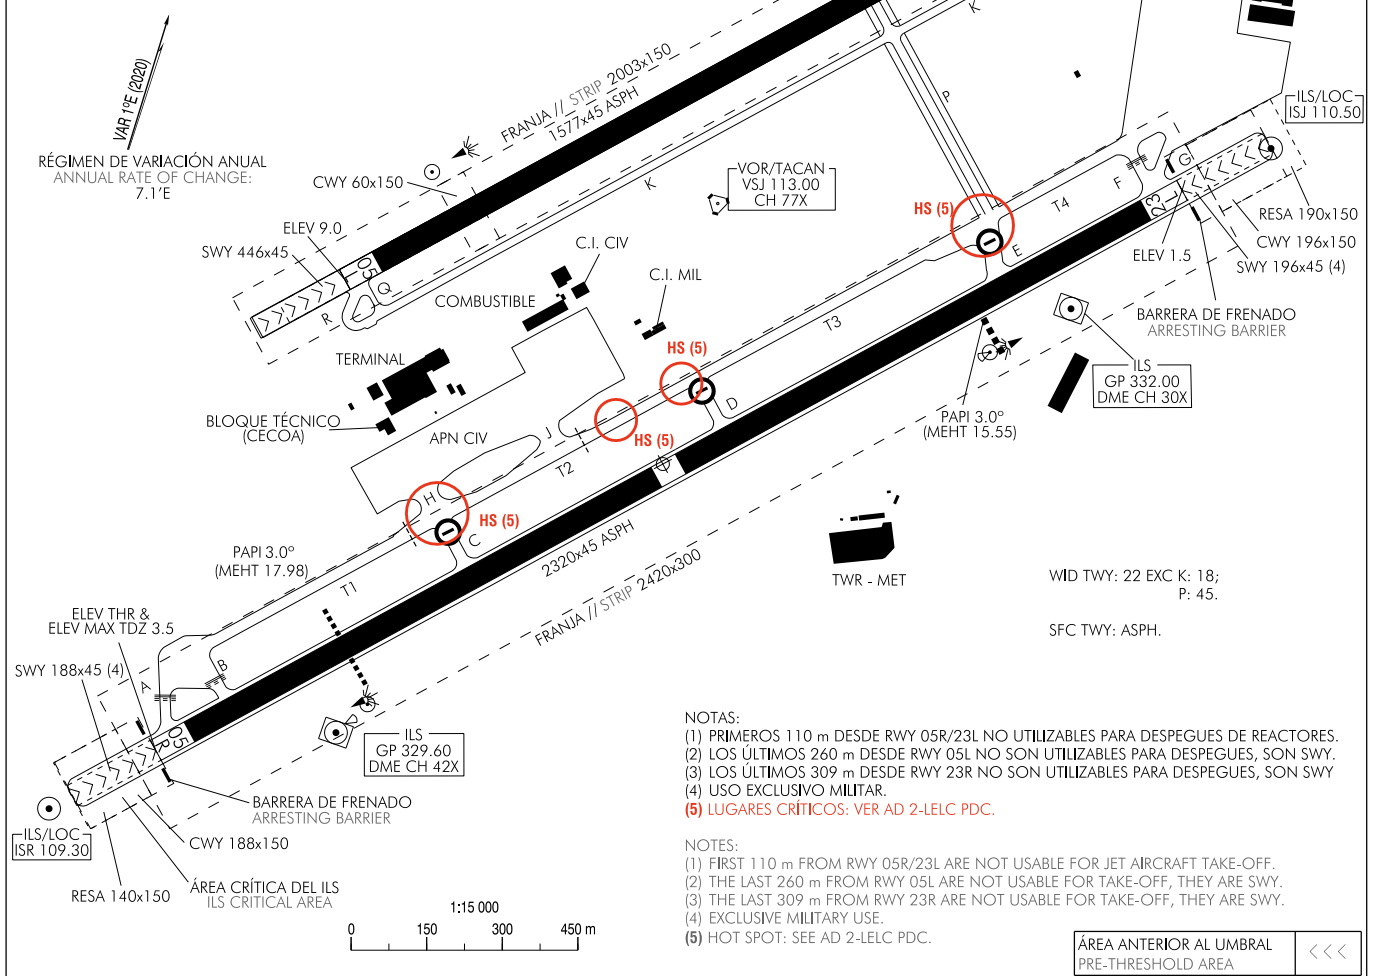 VAR 1ºE (2020)
RÉGIMEN DE VARIACIÓN ANUAL
ANNUAL RATE OF CHANGE:
7.1'E
FRANJA // STRIP 2003x150
1577x45 ASPH
K
P
ILS/LOC
ISJ 110.50
CWY 60x150
ELEV 9.0
SWY 446x45
05
Q
R
K
VOR/TACAN
VSJ 113.00
CH 77X
HS (5)
T4
F
G
23
E
RESA 190x150
CWY 196x150
SWY 196x45 (4)
ELEV 1.5
BARRERA DE FRENADO
ARRESTING BARRIER
C.I. CIV
COMBUSTIBLE
C.I. MIL
TERMINAL
HS (5)
T3
D
ILS
GP 332.00
DME CH 30X
PAPI 3.0º
(MEHT 15.55)
BLOQUE TÉCNICO
(CECOA)
APN CIV
J
HS (5)
T2
H
HS (5)
C
2320x45 ASPH
FRANJA // STRIP 2420x300
TWR - MET
WID TWY: 22 EXC K: 18;
P: 45.
SFC TWY: ASPH.
PAPI 3.0º
(MEHT 17.98)
T1
ELEV THR &
ELEV MAX TDZ 3.5
SWY 188x45 (4)
B
A
05
R
ILS
GP 329.60
DME CH 42X
BARRERA DE FRENADO
ARRESTING BARRIER
ILS/LOC
ISR 109.30
CWY 188x150
RESA 140x150
ÁREA CRÍTICA DEL ILS
ILS CRITICAL AREA
1:15 000
0 150 300 450 m
NOTAS:
(1) PRIMEROS 110 m DESDE RWY 05R/23L NO UTILIZABLES PARA DESPEGUES DE REACTORES.
(2) LOS ÚLTIMOS 260 m DESDE RWY 05L NO SON UTILIZABLES PARA DESPEGUES, SON SWY.
(3) LOS ÚLTIMOS 309 m DESDE RWY 23R NO SON UTILIZABLES PARA DESPEGUES, SON SWY
(4) USO EXCLUSIVO MILITAR.
(5) LUGARES CRÍTICOS: VER AD 2-LELC PDC.
NOTES:
(1) FIRST 110 m FROM RWY 05R/23L ARE NOT USABLE FOR JET AIRCRAFT TAKE-OFF.
(2) THE LAST 260 m FROM RWY 05L ARE NOT USABLE FOR TAKE-OFF, THEY ARE SWY.
(3) THE LAST 309 m FROM RWY 23R ARE NOT USABLE FOR TAKE-OFF, THEY ARE SWY.
(4) EXCLUSIVE MILITARY USE.
(5) HOT SPOT: SEE AD 2-LELC PDC.
ÁREA ANTERIOR AL UMBRAL
PRE-THRESHOLD AREA